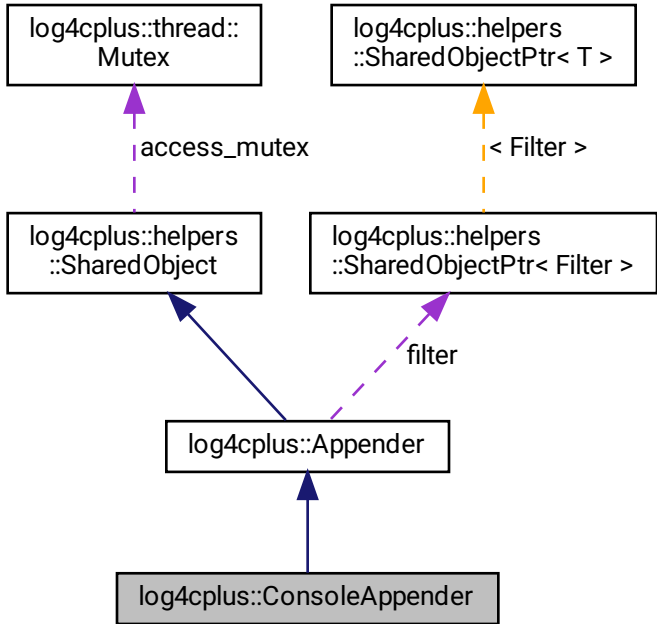 log4cplus::thread::
Mutex
log4cplus::helpers
::SharedObjectPtr< T >
access_mutex
< Filter >
log4cplus::helpers
::SharedObject
log4cplus::helpers
::SharedObjectPtr< Filter >
filter
log4cplus::Appender
log4cplus::ConsoleAppender